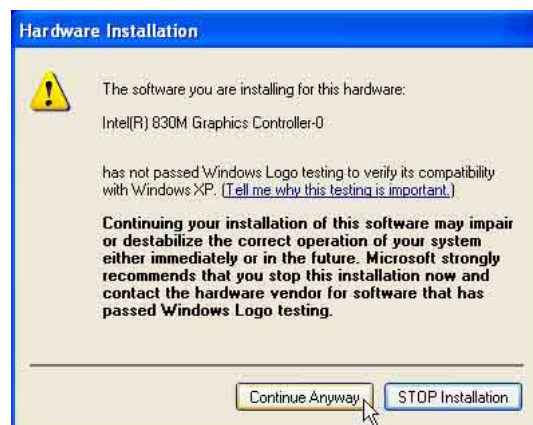 Hardware Installation
The software you are installing for this hardware:
Intel(R) 830M Graphics Controller-0
has not passed Windows Logo testing to verify its compatibility
with Windows XP. (Tell me why this testing is important.)
Continuing your installation of this software may impair
or destabilize the correct operation of your system
either immediately or in the future. Microsoft strongly
recommends that you stop this installation now and
contact the hardware vendor for software that has
passed Windows Logo testing.
Continue Anyway
STOP Installation